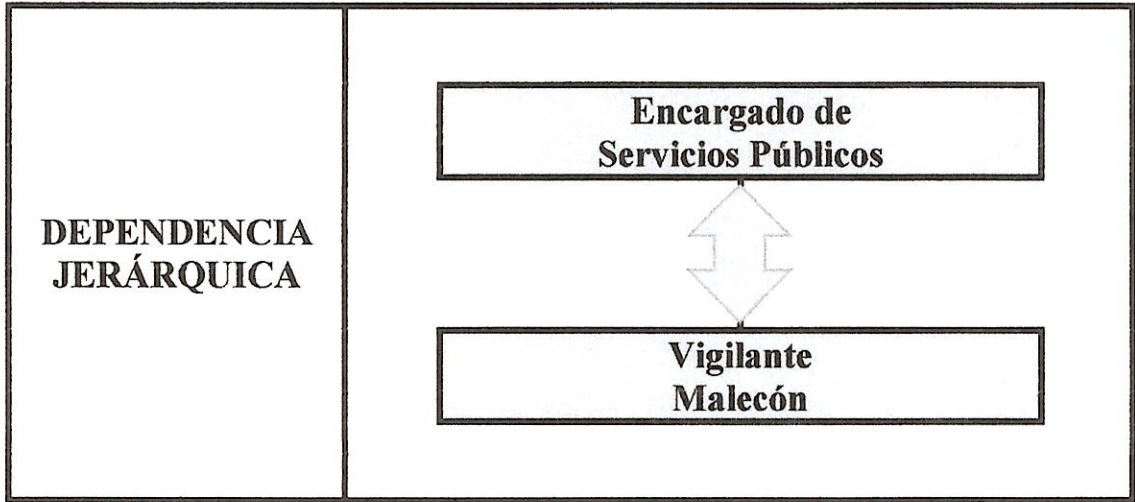 DEPENDENCIA
JERÁRQUICA
Encargado de
Servicios Públicos
Vigilante
Malecón